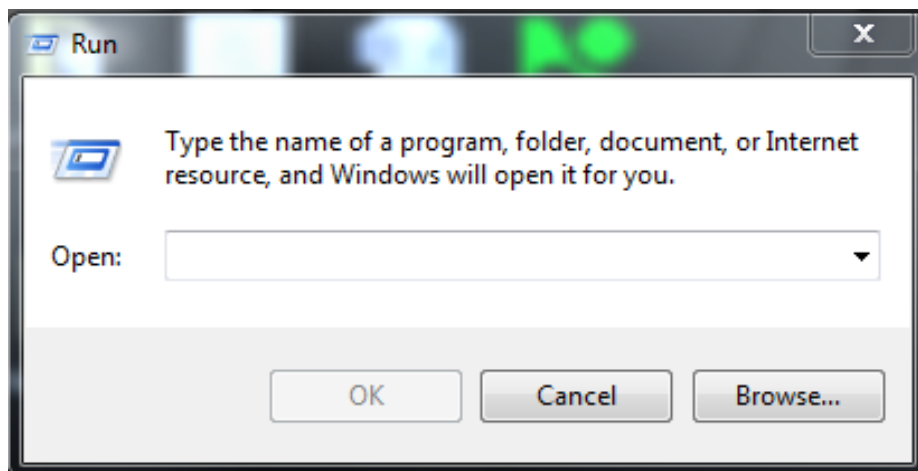 Run
X
Type the name of a program, folder, document, or Internet
resource, and Windows will open it for you.
Open:
OK
Cancel
Browse...